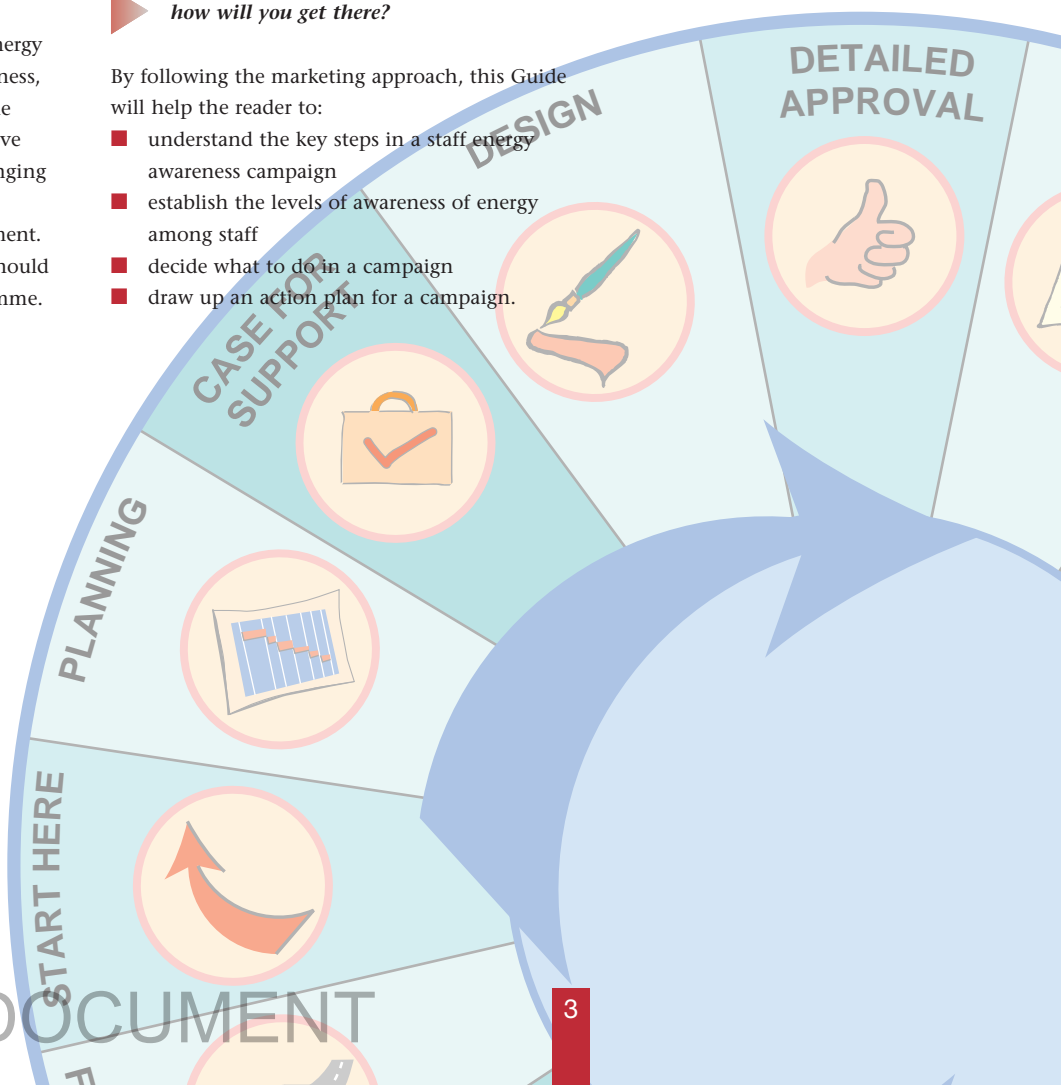 how will you get there?
By following the marketing approach, this Guide
will help the reader to:
■ understand the key steps in a staff energy
awareness campaign
■ establish the levels of awareness of energy
among staff
■ decide what to do in a campaign
■ draw up an action plan for a campaign.
DETAILED
APPROVAL
DESIGN
CASE FOR
SUPPORT
PLANNING
START HERE
DOCUMENT
3